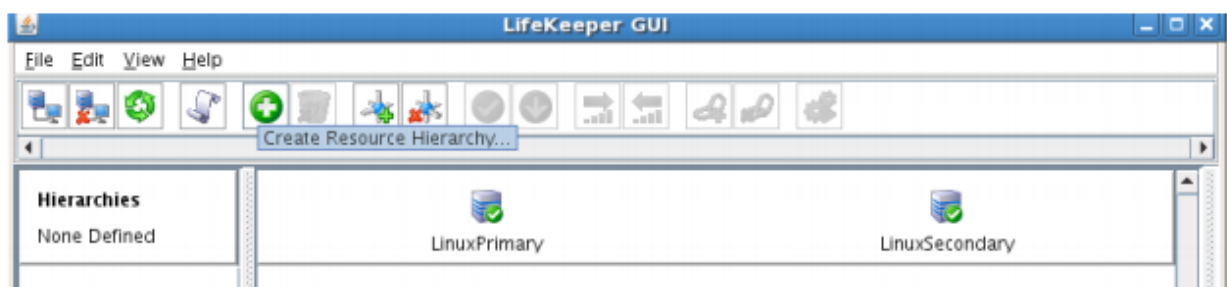 LifeKeeper GUI
File Edit View Help
Create Resource Hierarchy...
Hierarchies
None Defined
LinuxPrimary
LinuxSecondary